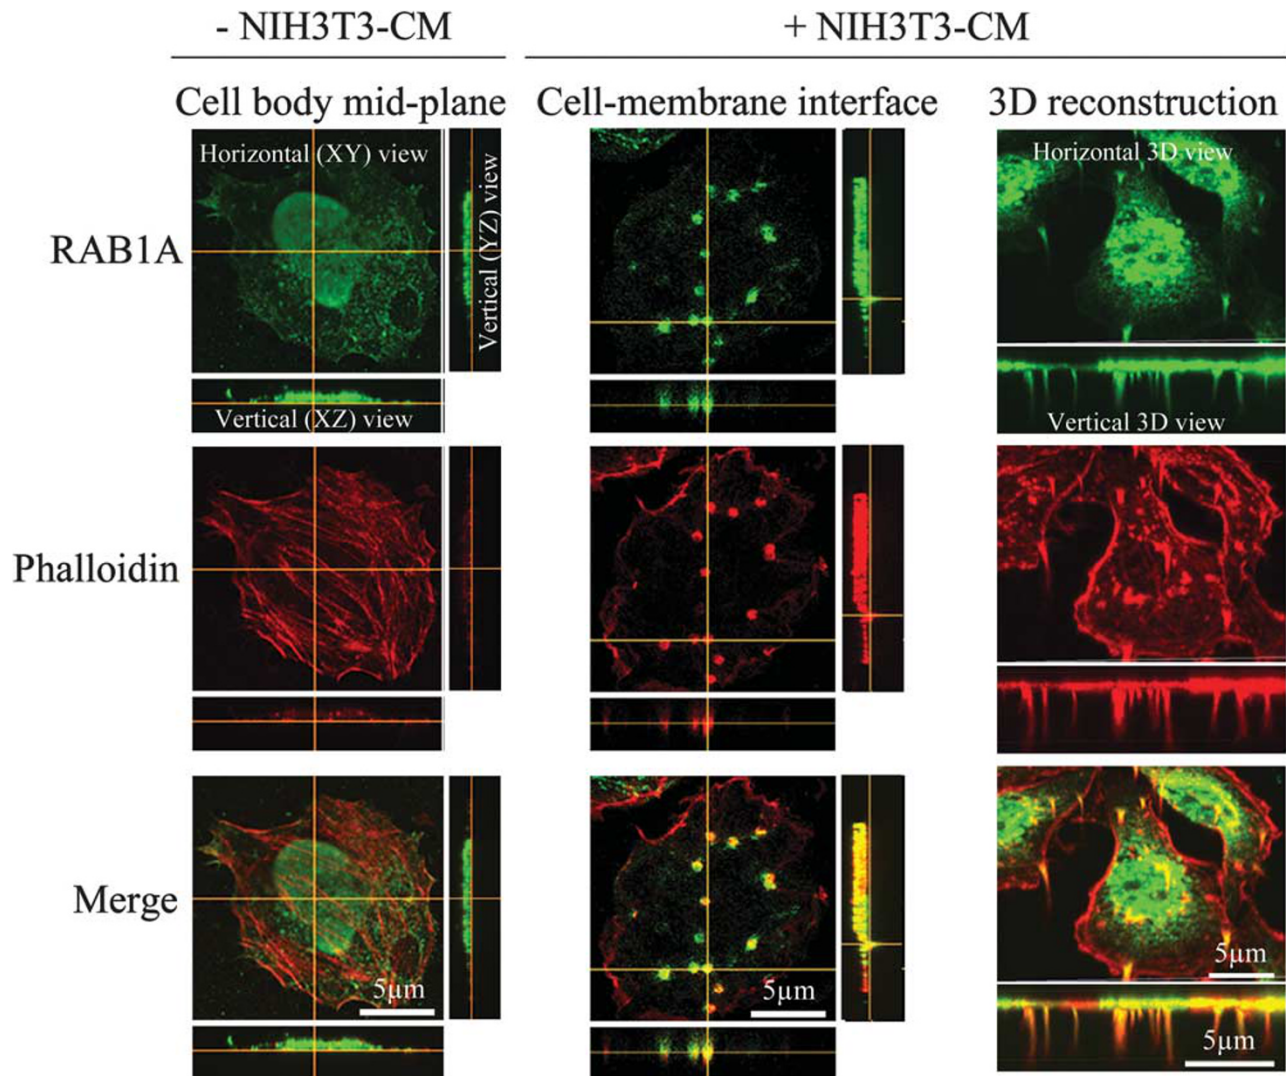 - NIH3T3-CM
+ NIH3T3-CM
Cell body mid-plane
Cell-membrane interface
3D reconstruction
RAB1A
Horizontal (XY) view
Vertical (YZ) view
Vertical (XZ) view
Horizontal 3D view
Vertical 3D view
Phalloidin
Merge
5µm
5µm
5µm
5µm